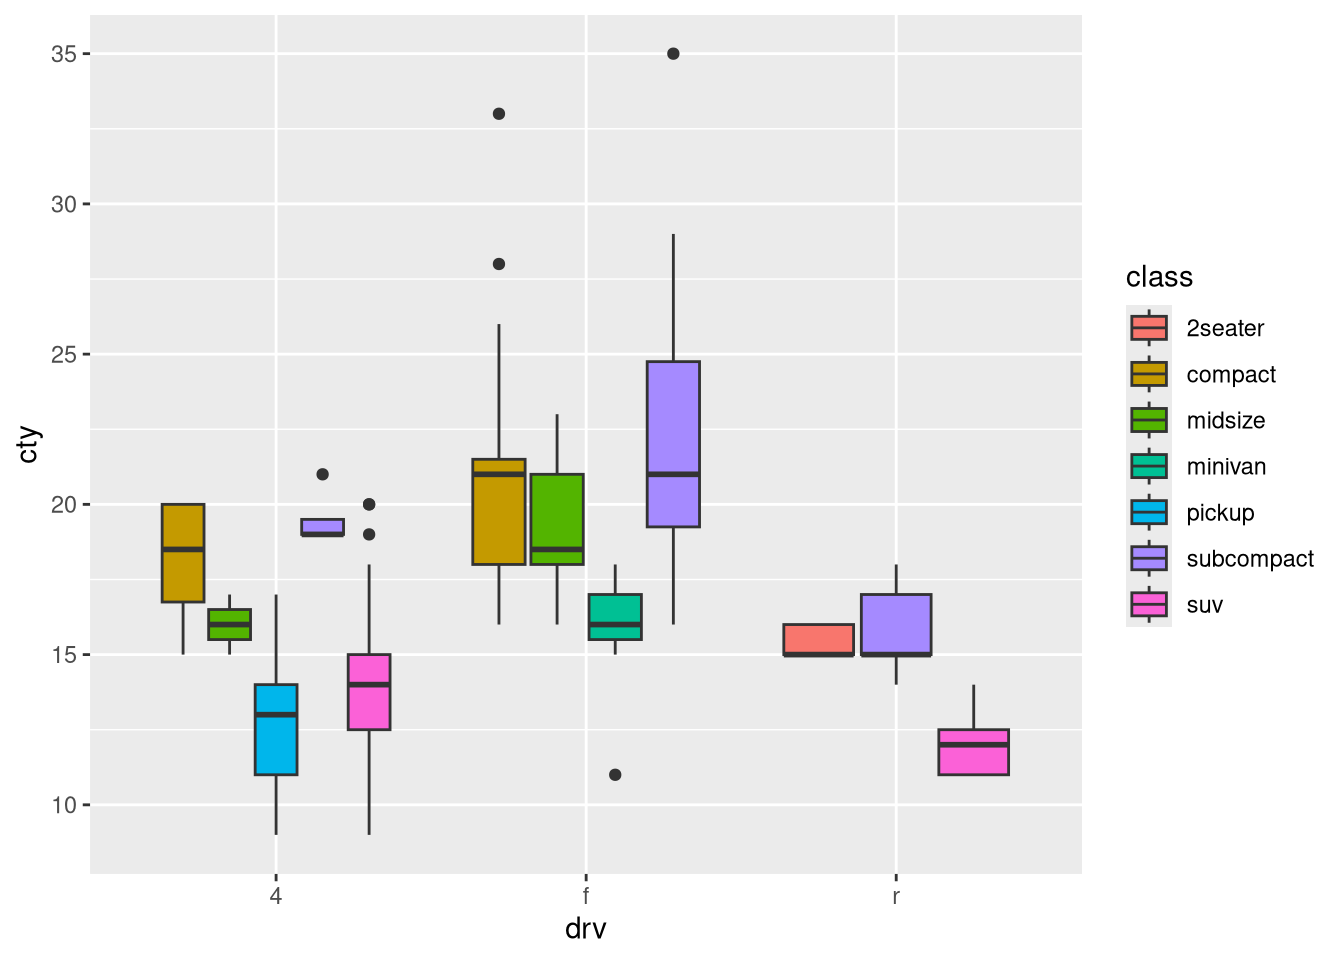 35
30
25
20
15
10
cty
4 f r
drv
class
2seater
compact
midsize
minivan
pickup
subcompact
suv